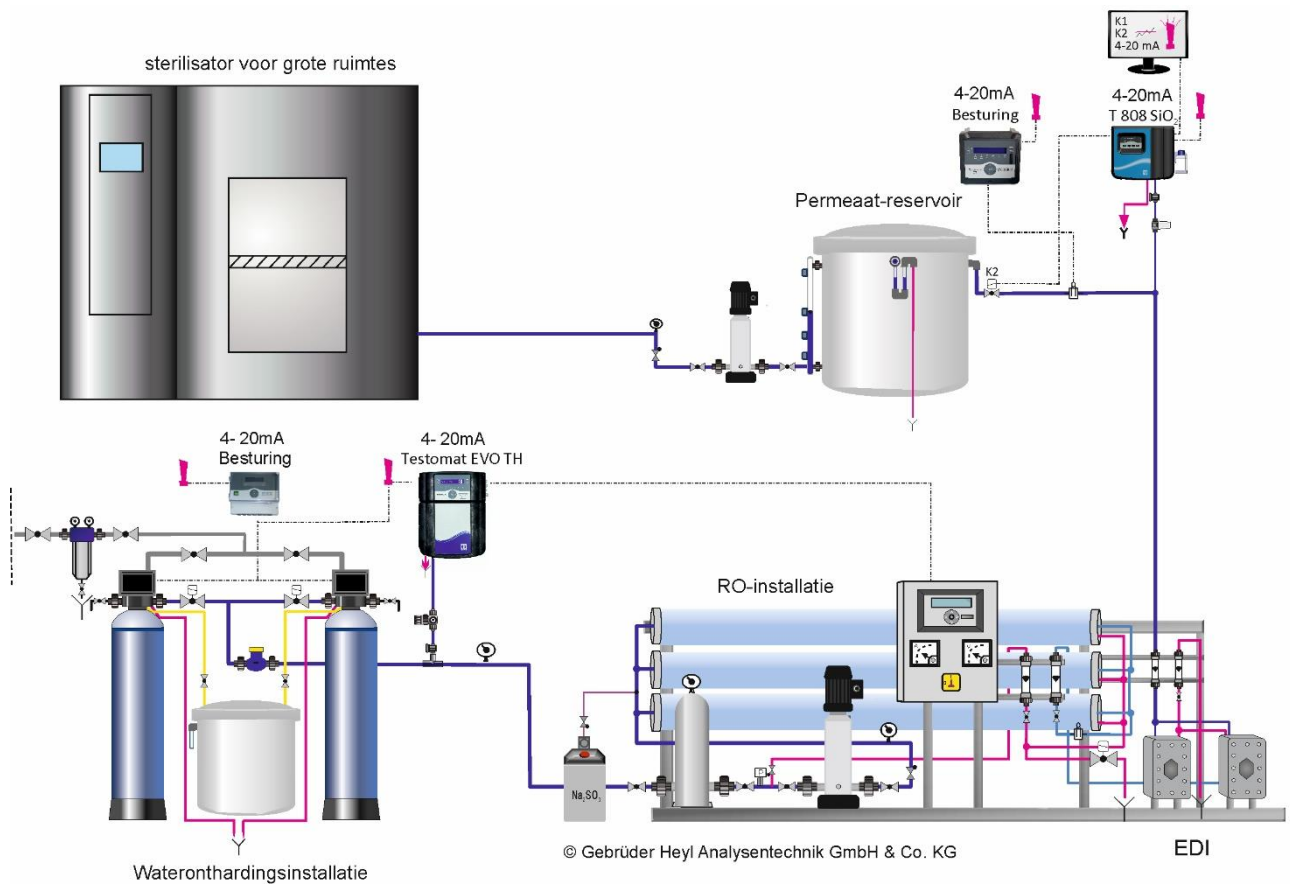 K1
K2
4-20 mA
sterilisator voor grote ruimtes
4-20mA
Besturing
4-20mA
T 808 SiO₂
Permeaat-reservoir
K2
4- 20mA
Besturing
4- 20mA
Testomat EVO TH
RO-installatie
Na₂SO₃
© Gebrüder Heyl Analysentechnik GmbH & Co. KG
EDI
Wateronthardingsinstallatie